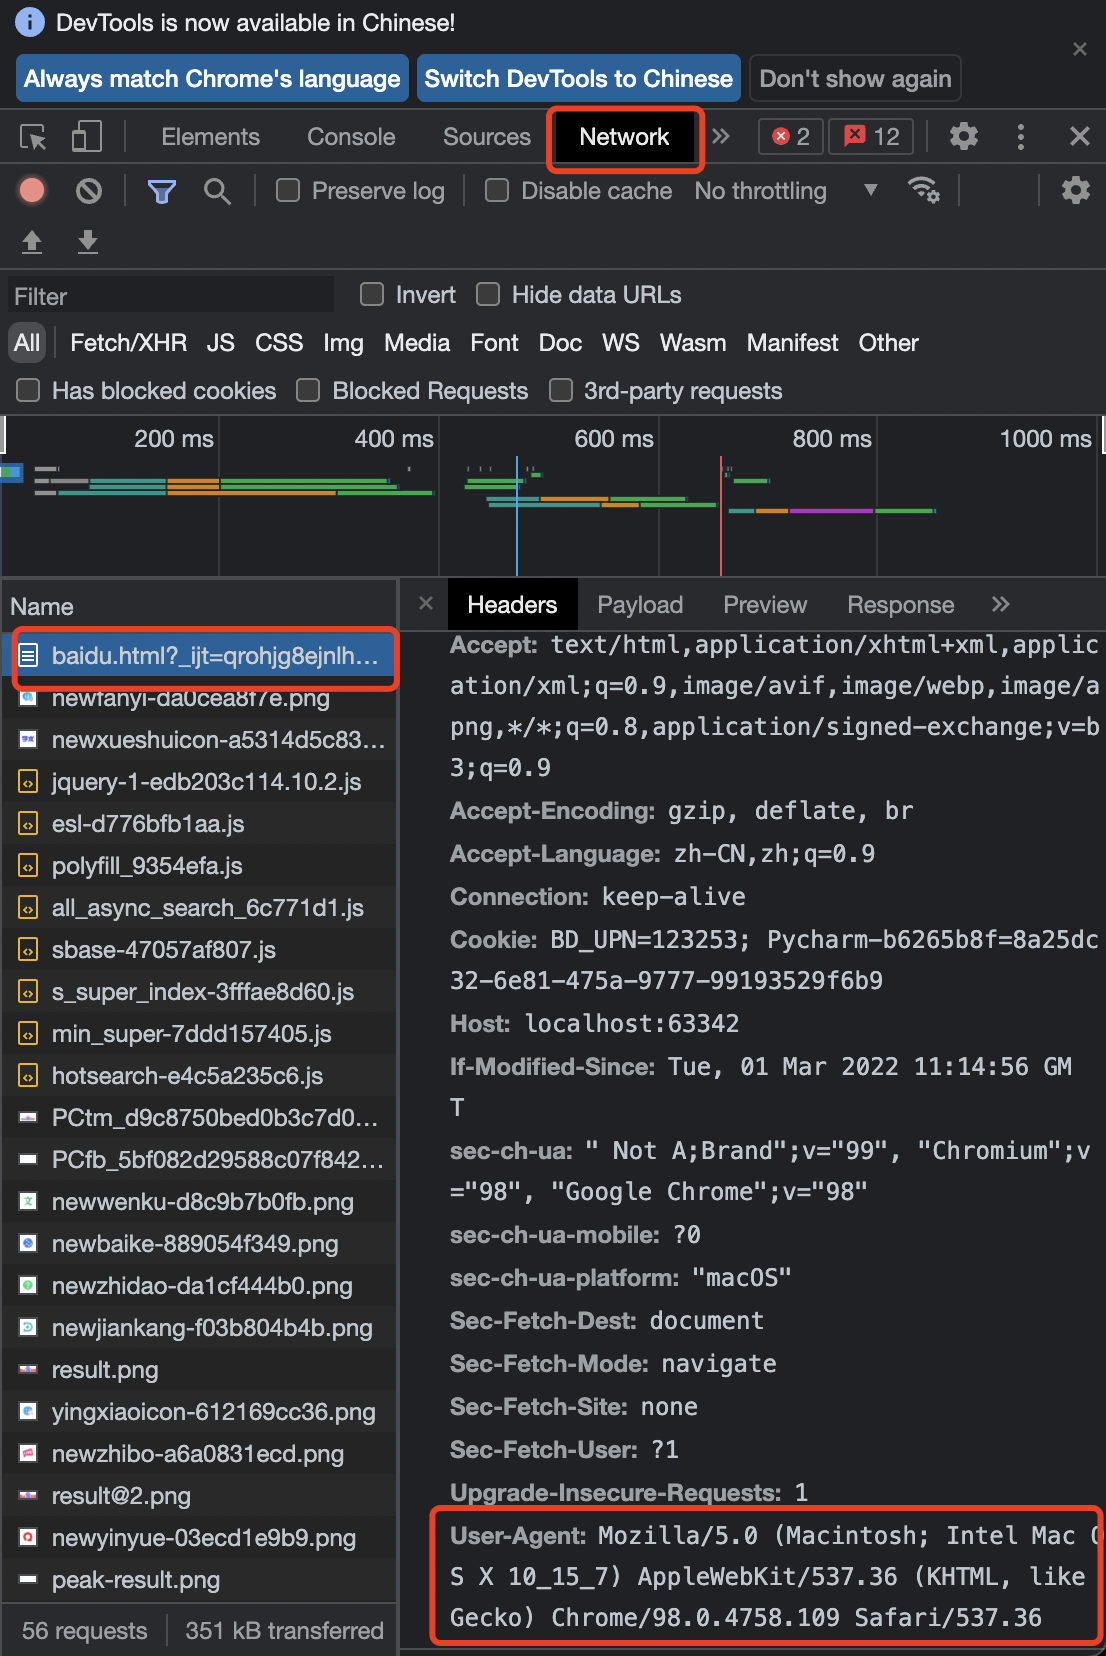 DevTools is now available in Chinese!
Always match Chrome's language Switch DevTools to Chinese Don't show again
Elements Console Sources Network 2 12
Preserve log Disable cache No throttling
Filter Invert Hide data URLs
All Fetch/XHR JS CSS Img Media Font Doc WS Wasm Manifest Other
Has blocked cookies Blocked Requests 3rd-party requests
200 ms 400 ms 600 ms 800 ms 1000 ms
Name
baidu.html?_ijt=qrohjg8ejnlh…
newfanyi-da0cea8f7e.png
newxueshuicon-a5314d5c83…
jquery-1-edb203c114.10.2.js
esl-d776bfb1aa.js
polyfill_9354efa.js
all_async_search_6c771d1.js
sbase-47057af807.js
s_super_index-3fffae8d60.js
min_super-7ddd157405.js
hotsearch-e4c5a235c6.js
PCtm_d9c8750bed0b3c7d0…
PCfb_5bf082d29588c07f842…
newwenku-d8c9b7b0fb.png
newbaike-889054f349.png
newzhidao-da1cf444b0.png
newjiankang-f03b804b4b.png
result.png
yingxiaoicon-612169cc36.png
newzhibo-a6a0831ecd.png
result@2.png
newyinyue-03ecd1e9b9.png
peak-result.png
56 requests 351 kB transferred
Headers Payload Preview Response
Accept: text/html,application/xhtml+xml,applic
ation/xml;q=0.9,image/avif,image/webp,image/a
png,*/*;q=0.8,application/signed-exchange;v=b
3;q=0.9
Accept-Encoding: gzip, deflate, br
Accept-Language: zh-CN,zh;q=0.9
Connection: keep-alive
Cookie: BD_UPN=123253; Pycharm-b6265b8f=8a25dc
32-6e81-475a-9777-99193529f6b9
Host: localhost:63342
If-Modified-Since: Tue, 01 Mar 2022 11:14:56 GM
T
sec-ch-ua: " Not A;Brand";v="99", "Chromium";v
="98", "Google Chrome";v="98"
sec-ch-ua-mobile: ?0
sec-ch-ua-platform: "macOS"
Sec-Fetch-Dest: document
Sec-Fetch-Mode: navigate
Sec-Fetch-Site: none
Sec-Fetch-User: ?1
Upgrade-Insecure-Requests: 1
User-Agent: Mozilla/5.0 (Macintosh; Intel Mac O
S X 10_15_7) AppleWebKit/537.36 (KHTML, like
Gecko) Chrome/98.0.4758.109 Safari/537.36